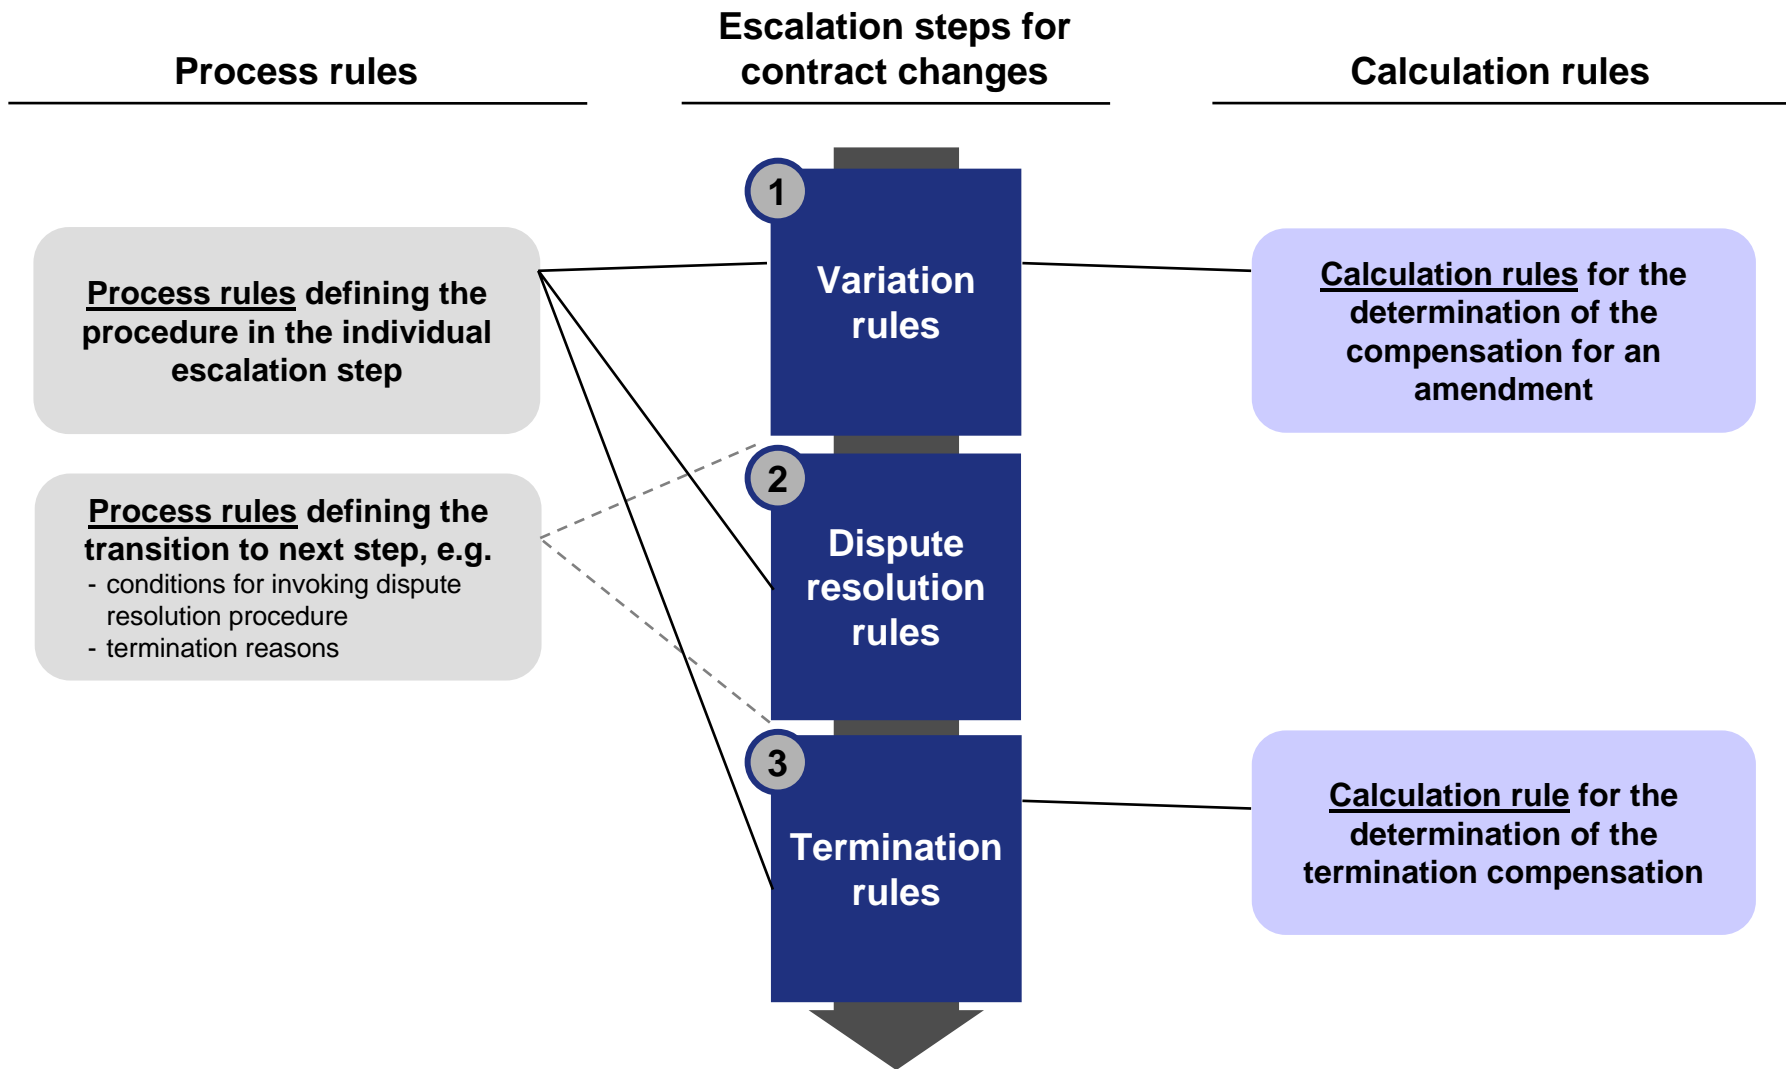 Process rules
Escalation steps for
contract changes
Calculation rules
Process rules defining the
procedure in the individual
escalation step
Process rules defining the
transition to next step, e.g.
- conditions for invoking dispute
resolution procedure
- termination reasons
1
Variation
rules
2
Dispute
resolution
rules
3
Termination
rules
Calculation rules for the
determination of the
compensation for an
amendment
Calculation rule for the
determination of the
termination compensation